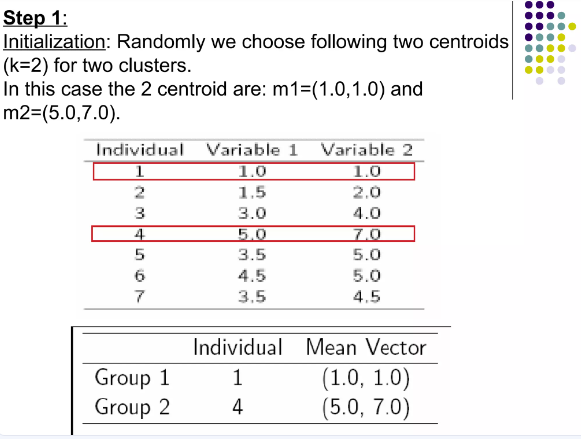 Step 1:
Initialization: Randomly we choose following two centroids
(k=2) for two clusters.
In this case the 2 centroid are: m1=(1.0,1.0) and
m2=(5.0,7.0).
Individual Variable 1 Variable 2
1 1.0 1.0
2 1.5 2.0
3 3.0 4.0
4 5.0 7.0
5 3.5 5.0
6 4.5 5.0
7 3.5 4.5
Individual Mean Vector
Group 1 1 (1.0, 1.0)
Group 2 4 (5.0, 7.0)